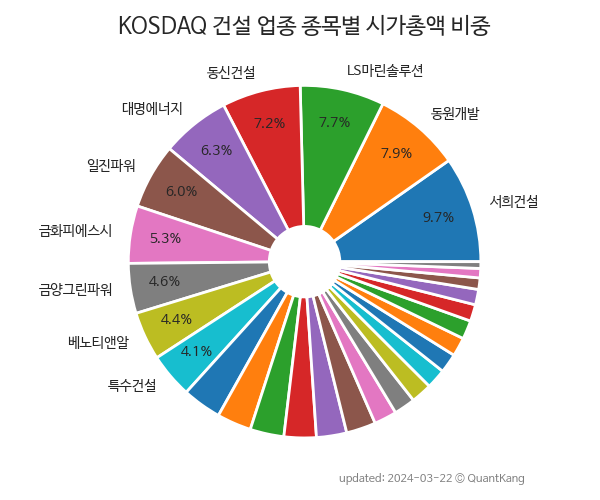 KOSDAQ 건설 업종 종목별 시가총액 비중
서희건설
9.7%
동원개발
7.9%
LS마린솔루션
7.7%
동신건설
7.2%
대명에너지
6.3%
일진파워
6.0%
금화피에스시
5.3%
금양그린파워
4.6%
베노티앤알
4.4%
특수건설
4.1%
updated: 2024-03-22 © QuantKang